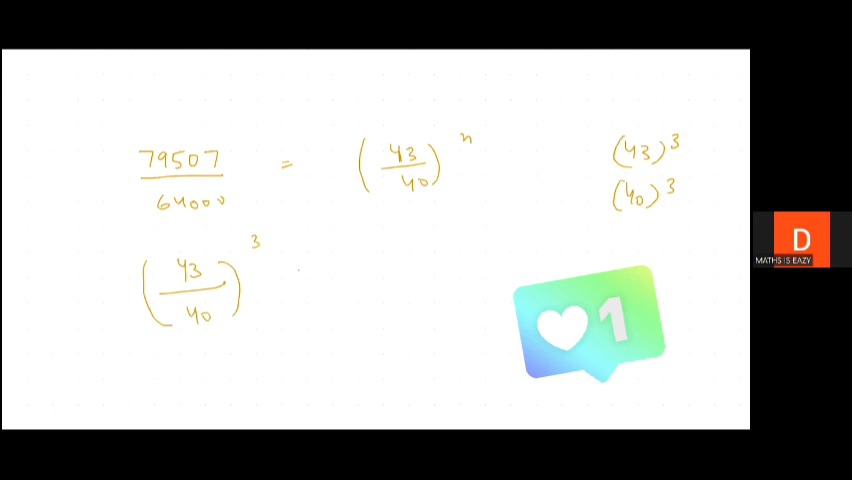 79507 / 64000 = (43/40)^n
(43)^3
(40)^3
(43/40)^3
1
D
MATHS IS EAZY